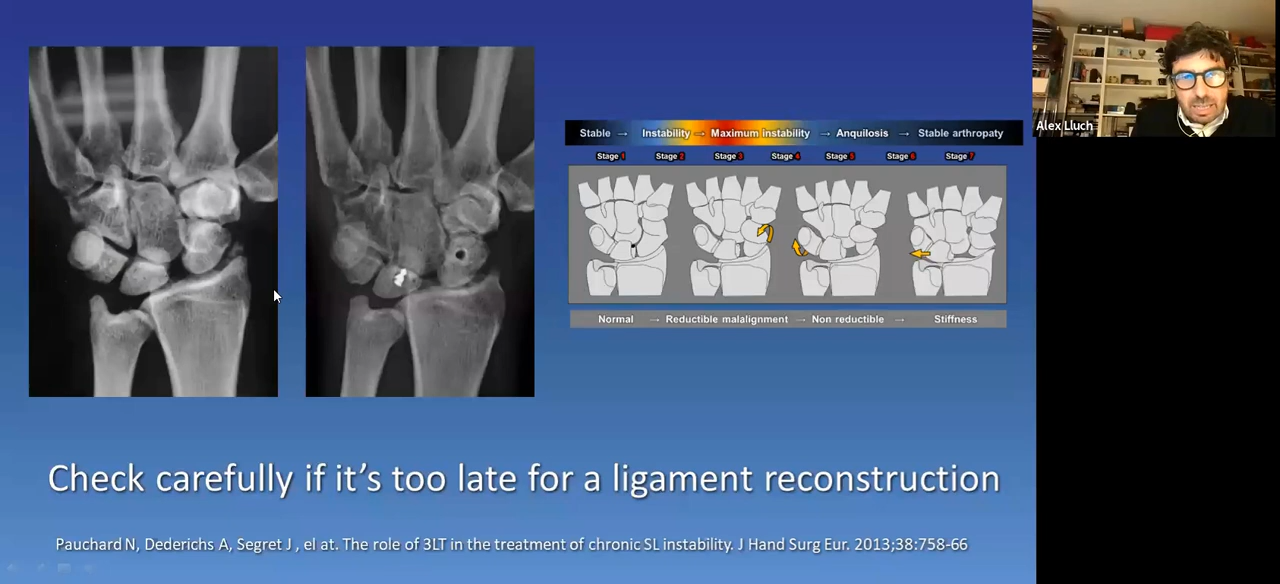 Stable → Instability → Maximum instability → Anquilosis → Stable arthropaty
Stage 1 Stage 2 Stage 3 Stage 4 Stage 5 Stage 6 Stage 7
Normal → Reductible malalignment → Non reductible → Stiffness
Check carefully if it’s too late for a ligament reconstruction
Pauchard N, Dederichs A, Segret J , el at. The role of 3LT in the treatment of chronic SL instability. J Hand Surg Eur. 2013;38:758-66
Alex Lluch